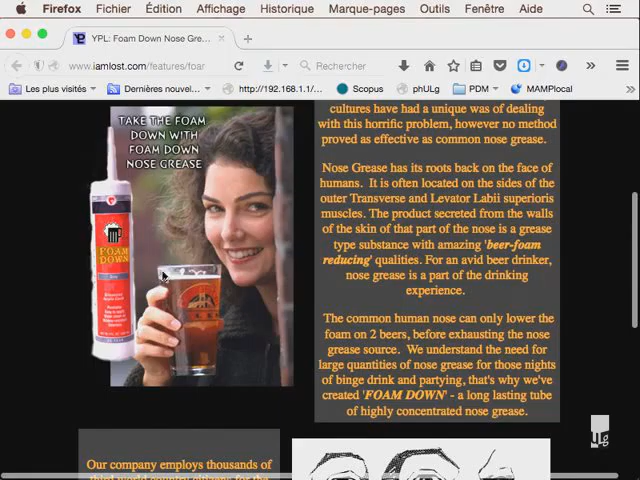 Firefox Fichier Édition Affichage Historique Marque-pages Outils Fenêtre Aide
YPL: Foam Down Nose Gre...
www.iamlost.com/features/foar
Rechercher
Les plus visités
Dernières nouvel...
http://192.168.1.1/...
Scopus
phULg
PDM
MAMPlocal
TAKE THE FOAM
DOWN WITH
FOAM DOWN
NOSE GREASE
FOAM
DOWN
cultures have had a unique was of dealing
with this horrific problem, however no method
proved as effective as common nose grease.
Nose Grease has its roots back on the face of
humans. It is often located on the sides of the
outer Transverse and Levator Labii superioris
muscles. The product secreted from the walls
of the skin of that part of the nose is a grease
type substance with amazing 'beer-foam
reducing' qualities. For an avid beer drinker,
nose grease is a part of the drinking
experience.
The common human nose can only lower the
foam on 2 beers, before exhausting the nose
grease source. We understand the need for
large quantities of nose grease for those nights
of binge drink and partying, that's why we've
created 'FOAM DOWN' - a long lasting tube
of highly concentrated nose grease.
ULg
Our company employs thousands of
third world country citizens for the